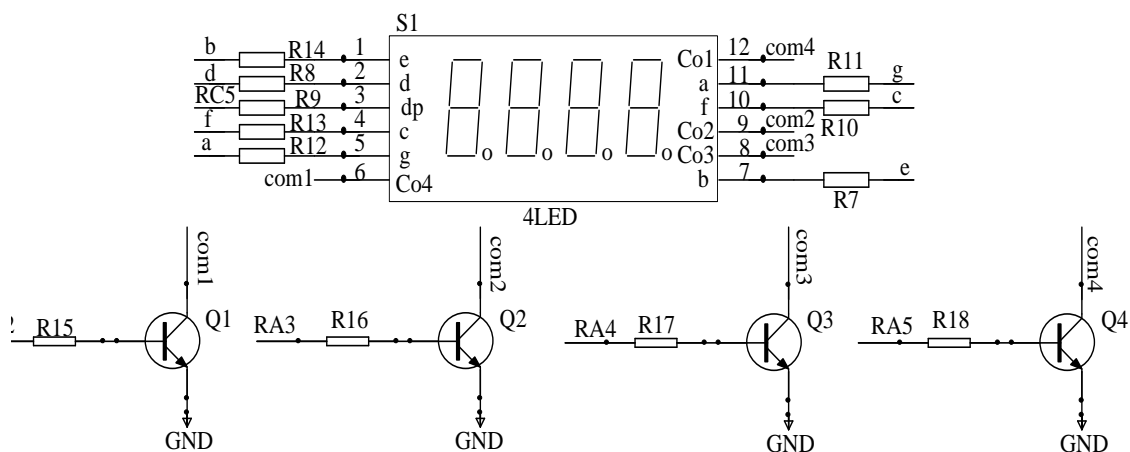 S1
b R14 1 e Co1 12 com4
d R8 2 d a 11 R11 g
RC5 R9 3 dp f 10 R10 c
f R13 4 c Co2 9 com2
a R12 5 g Co3 8 com3
com1 6 Co4 b 7 R7 e
4LED
com1 com2 com3 com4
R15 Q1 RA3 R16 Q2 RA4 R17 Q3 RA5 R18 Q4
GND GND GND GND